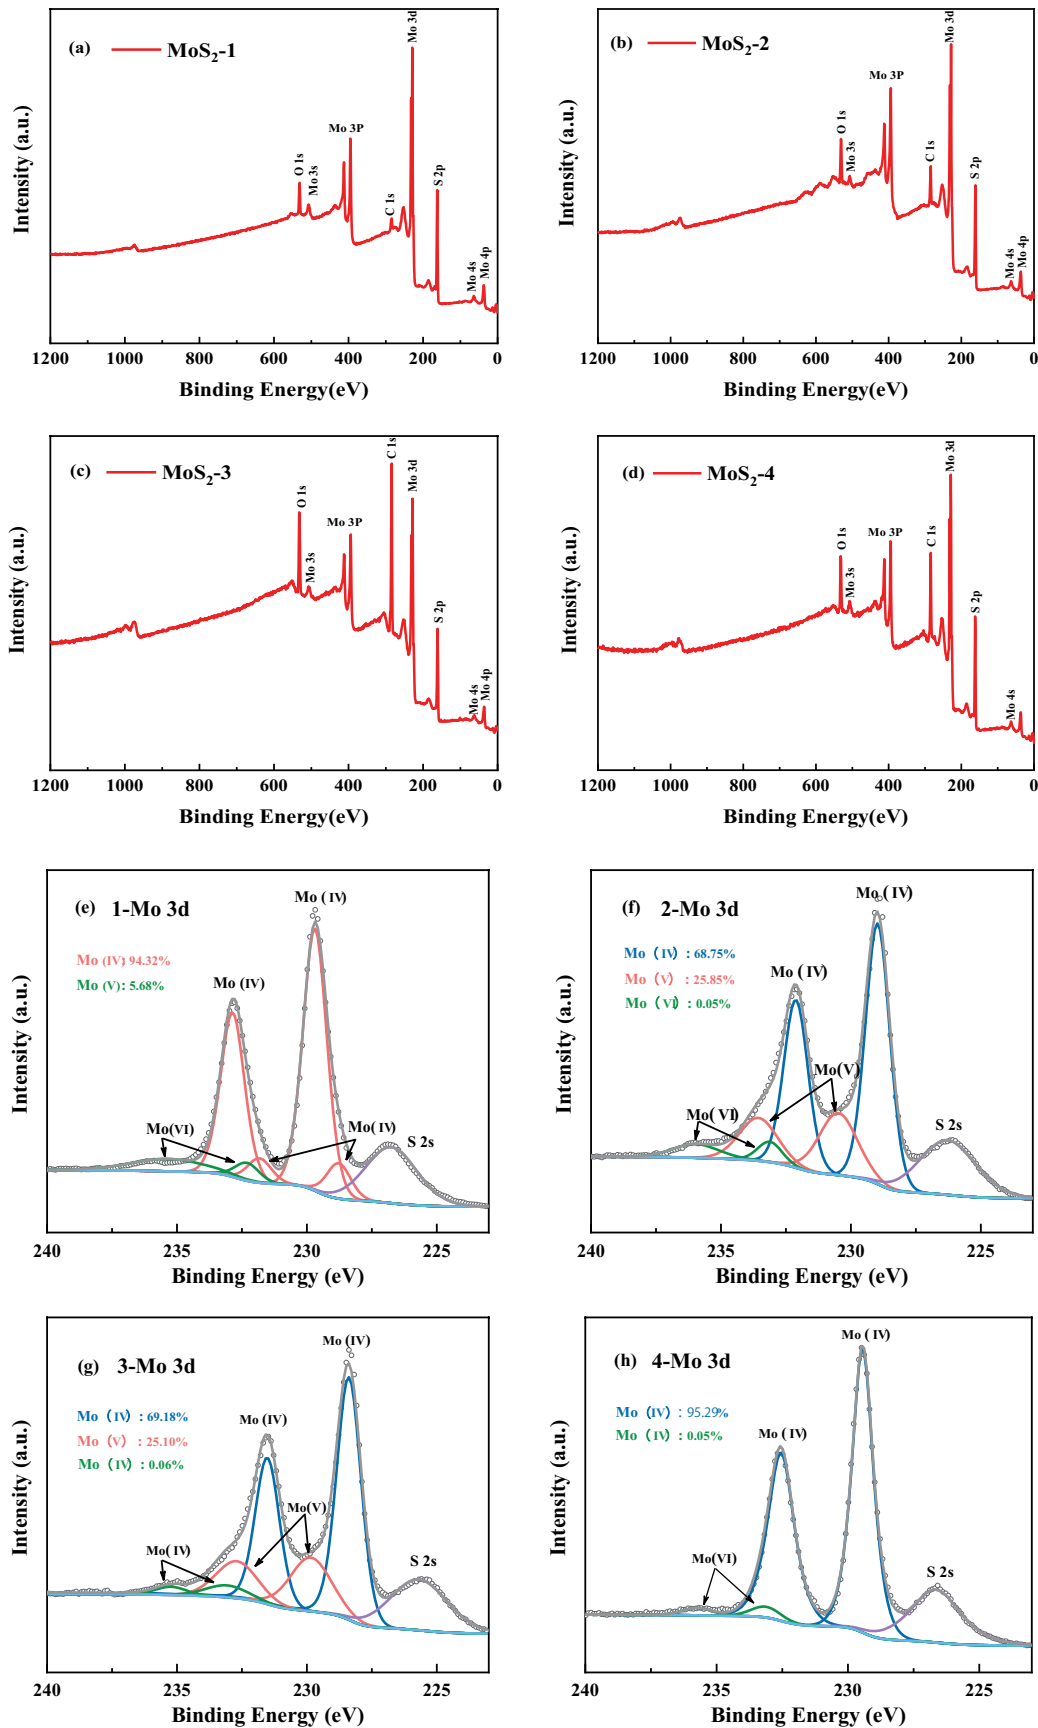 (a) MoS₂-1
Mo 3d
Mo 3P
O 1s
Mo 3s
C 1s
S 2p
Mo 4s
Mo 4p
Intensity (a.u.)
1200 1000 800 600 400 200 0
Binding Energy(eV)
(b) MoS₂-2
Mo 3d
Mo 3P
O 1s
Mo 3s
C 1s
S 2p
Mo 4s
Mo 4p
Intensity (a.u.)
1200 1000 800 600 400 200 0
Binding Energy(eV)
(c) MoS₂-3
C 1s
Mo 3d
O 1s
Mo 3P
Mo 3s
S 2p
Mo 4s
Mo 4p
Intensity (a.u.)
1200 1000 800 600 400 200 0
Binding Energy(eV)
(d) MoS₂-4
Mo 3d
Mo 3P
O 1s
Mo 3s
C 1s
S 2p
Mo 4s
Intensity (a.u.)
1200 1000 800 600 400 200 0
Binding Energy(eV)
(e) 1-Mo 3d
Mo (IV)
Mo (IV): 94.32%
Mo (V): 5.68%
Mo (IV)
Mo(VI)
Mo(IV)
S 2s
Intensity (a.u.)
240 235 230 225
Binding Energy (eV)
(f) 2-Mo 3d
Mo (IV)
Mo (IV) : 68.75%
Mo (V) : 25.85%
Mo (VI) : 0.05%
Mo (IV)
Mo(V)
Mo(VI)
S 2s
Intensity (a.u.)
240 235 230 225
Binding Energy (eV)
(g) 3-Mo 3d
Mo (IV)
Mo (IV) : 69.18%
Mo (V) : 25.10%
Mo (IV) : 0.06%
Mo (IV)
Mo(V)
Mo(IV)
S 2s
Intensity (a.u.)
240 235 230 225
Binding Energy (eV)
(h) 4-Mo 3d
Mo (IV)
Mo (IV) : 95.29%
Mo (IV) : 0.05%
Mo (IV)
Mo(VI)
S 2s
Intensity (a.u.)
240 235 230 225
Binding Energy (eV)